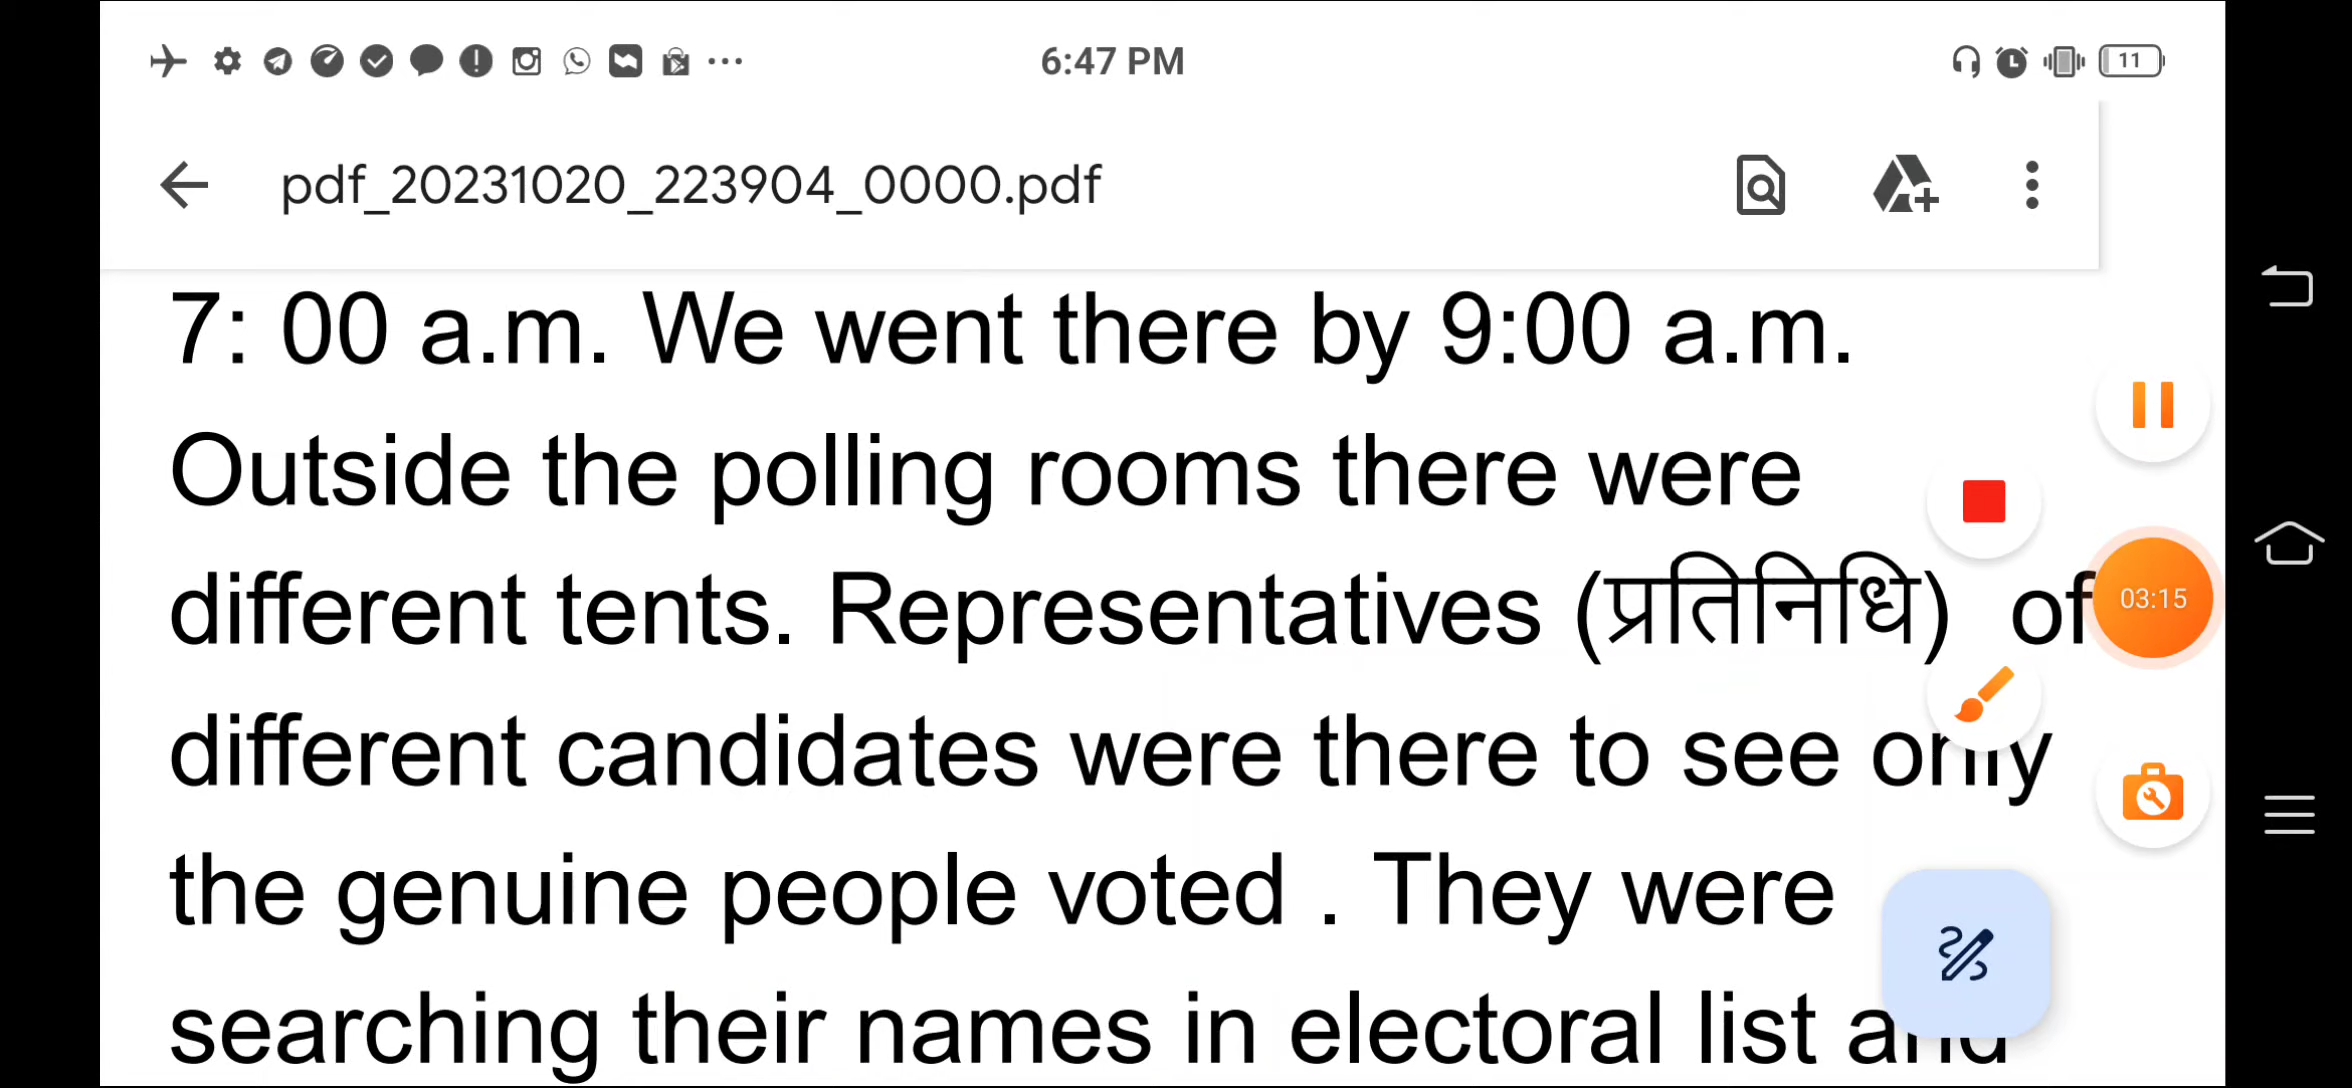 6:47 PM
11
pdf_20231020_223904_0000.pdf
7: 00 a.m. We went there by 9:00 a.m.
Outside the polling rooms there were
different tents. Representatives (प्रतिनिधि) of
03:15
different candidates were there to see only
the genuine people voted . They were
searching their names in electoral list and